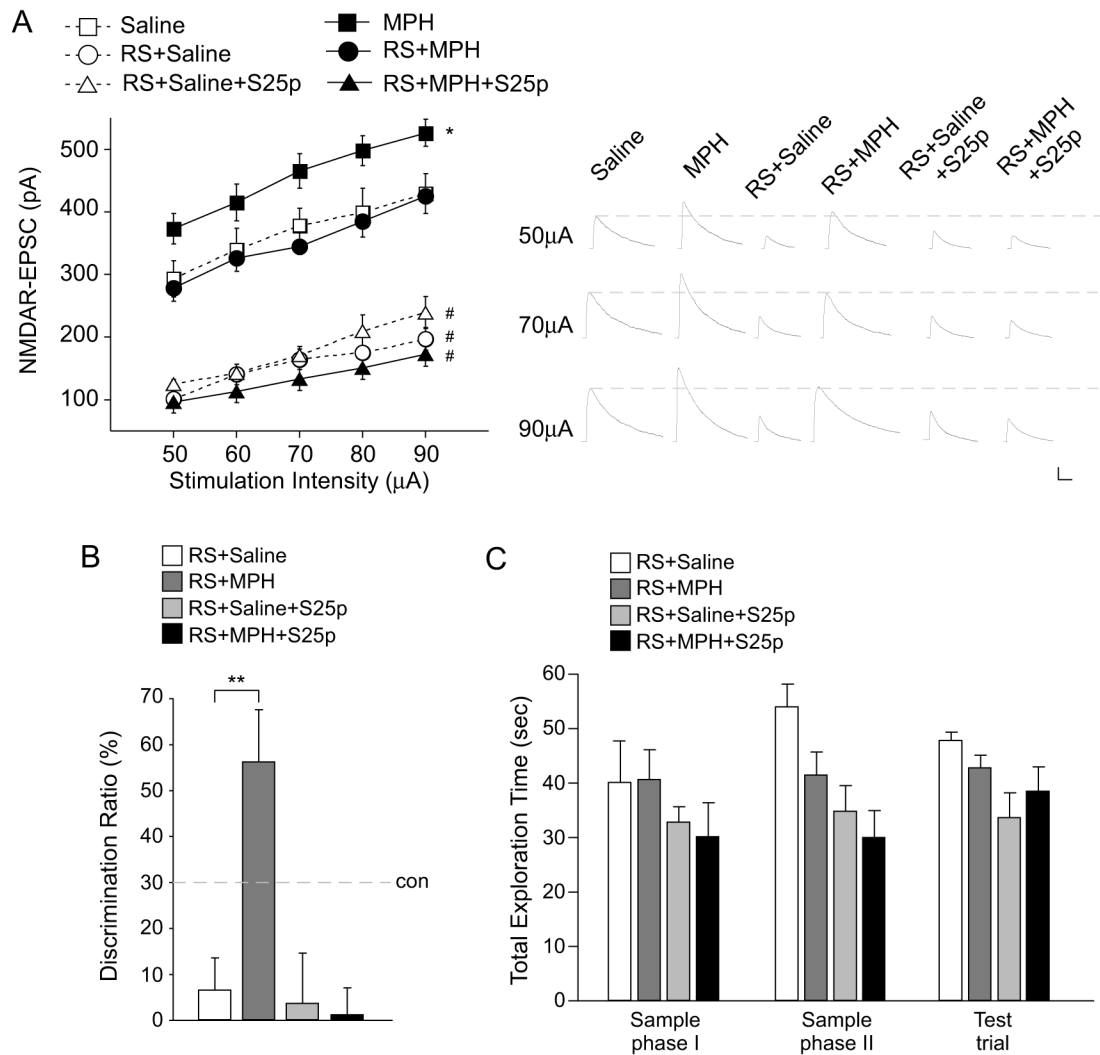 A
Saline
RS+Saline
RS+Saline+S25p
MPH
RS+MPH
RS+MPH+S25p
NMDAR-EPSC (pA)
500
400
300
200
100
*
#
#
#
50 60 70 80 90
Stimulation Intensity (μA)
Saline
MPH
RS+Saline
RS+MPH
RS+Saline
+S25p
RS+MPH
+S25p
50μA
70μA
90μA
B
RS+Saline
RS+MPH
RS+Saline+S25p
RS+MPH+S25p
Discrimination Ratio (%)
70
60
50
40
30
20
10
0
**
con
C
RS+Saline
RS+MPH
RS+Saline+S25p
RS+MPH+S25p
Total Exploration Time (sec)
60
50
40
30
20
10
0
Sample
phase I
Sample
phase II
Test
trial